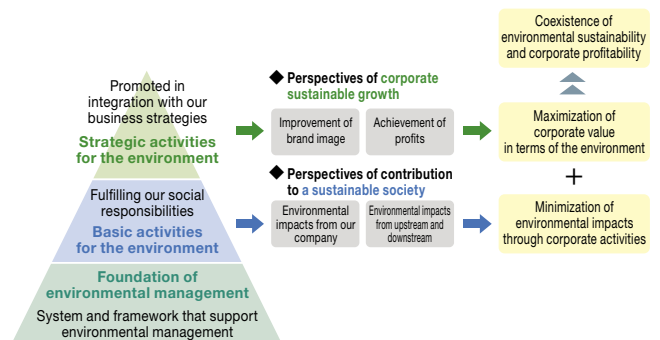 Promoted in
integration with our
business strategies
Strategic activities
for the environment
Fulfilling our social
responsibilities
Basic activities
for the environment
Foundation of
environmental management
System and framework that support
environmental management
◆ Perspectives of corporate
sustainable growth
Improvement of
brand image
Achievement of
profits
◆ Perspectives of contribution
to a sustainable society
Environmental
impacts from our
company
Environmental impacts
from upstream and
downstream
Coexistence of
environmental sustainability
and corporate profitability
Maximization of
corporate value
in terms of the environment
+
Minimization of
environmental impacts
through corporate activities